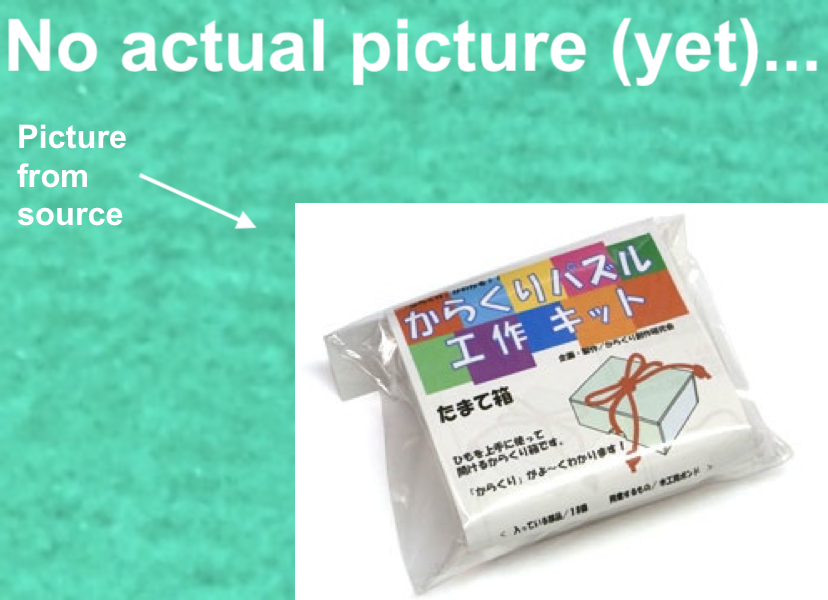 No actual picture (yet)...
Picture
from
source
からくりパズル
工作 キット
企画・製作/からくり創作研究会
たまて箱
ひもを上手に使って
開けるからくり箱です。
「からくり」がよ〜くわかります!
< 入っている部品/18個 用意するもの/木工用ボンド >